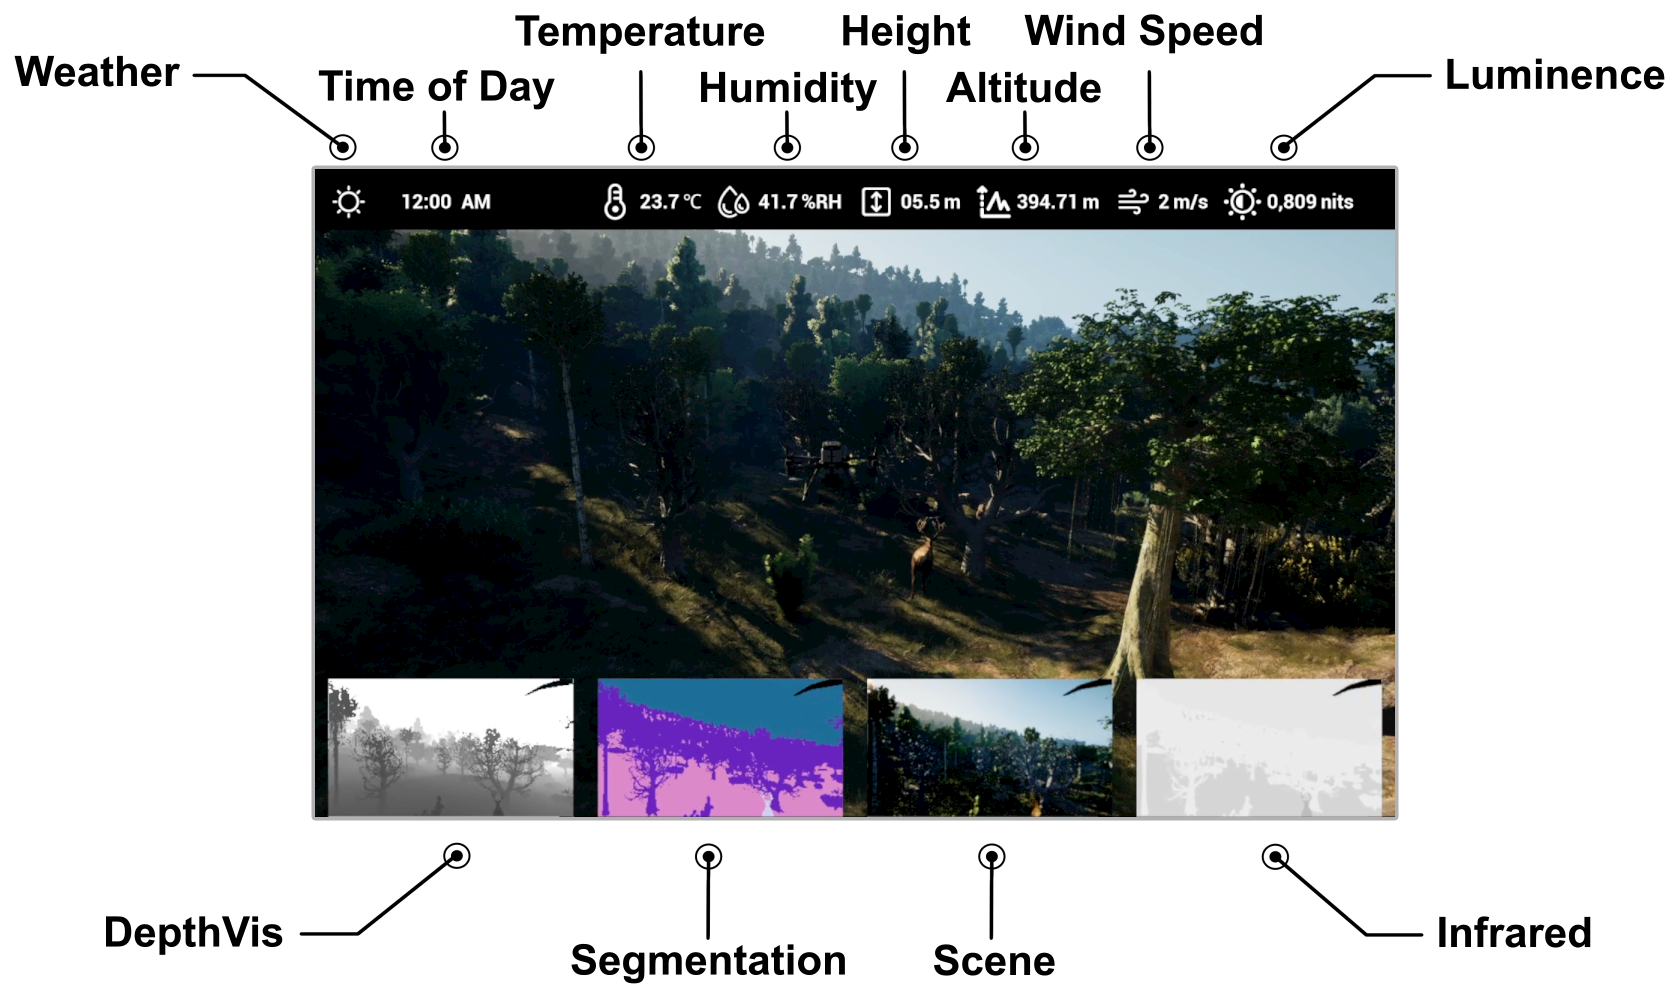 Temperature
Height
Wind Speed
Weather
Time of Day
Humidity
Altitude
Luminence
12:00 AM
23.7 °C
41.7 %RH
05.5 m
394.71 m
2 m/s
0,809 nits
DepthVis
Segmentation
Scene
Infrared